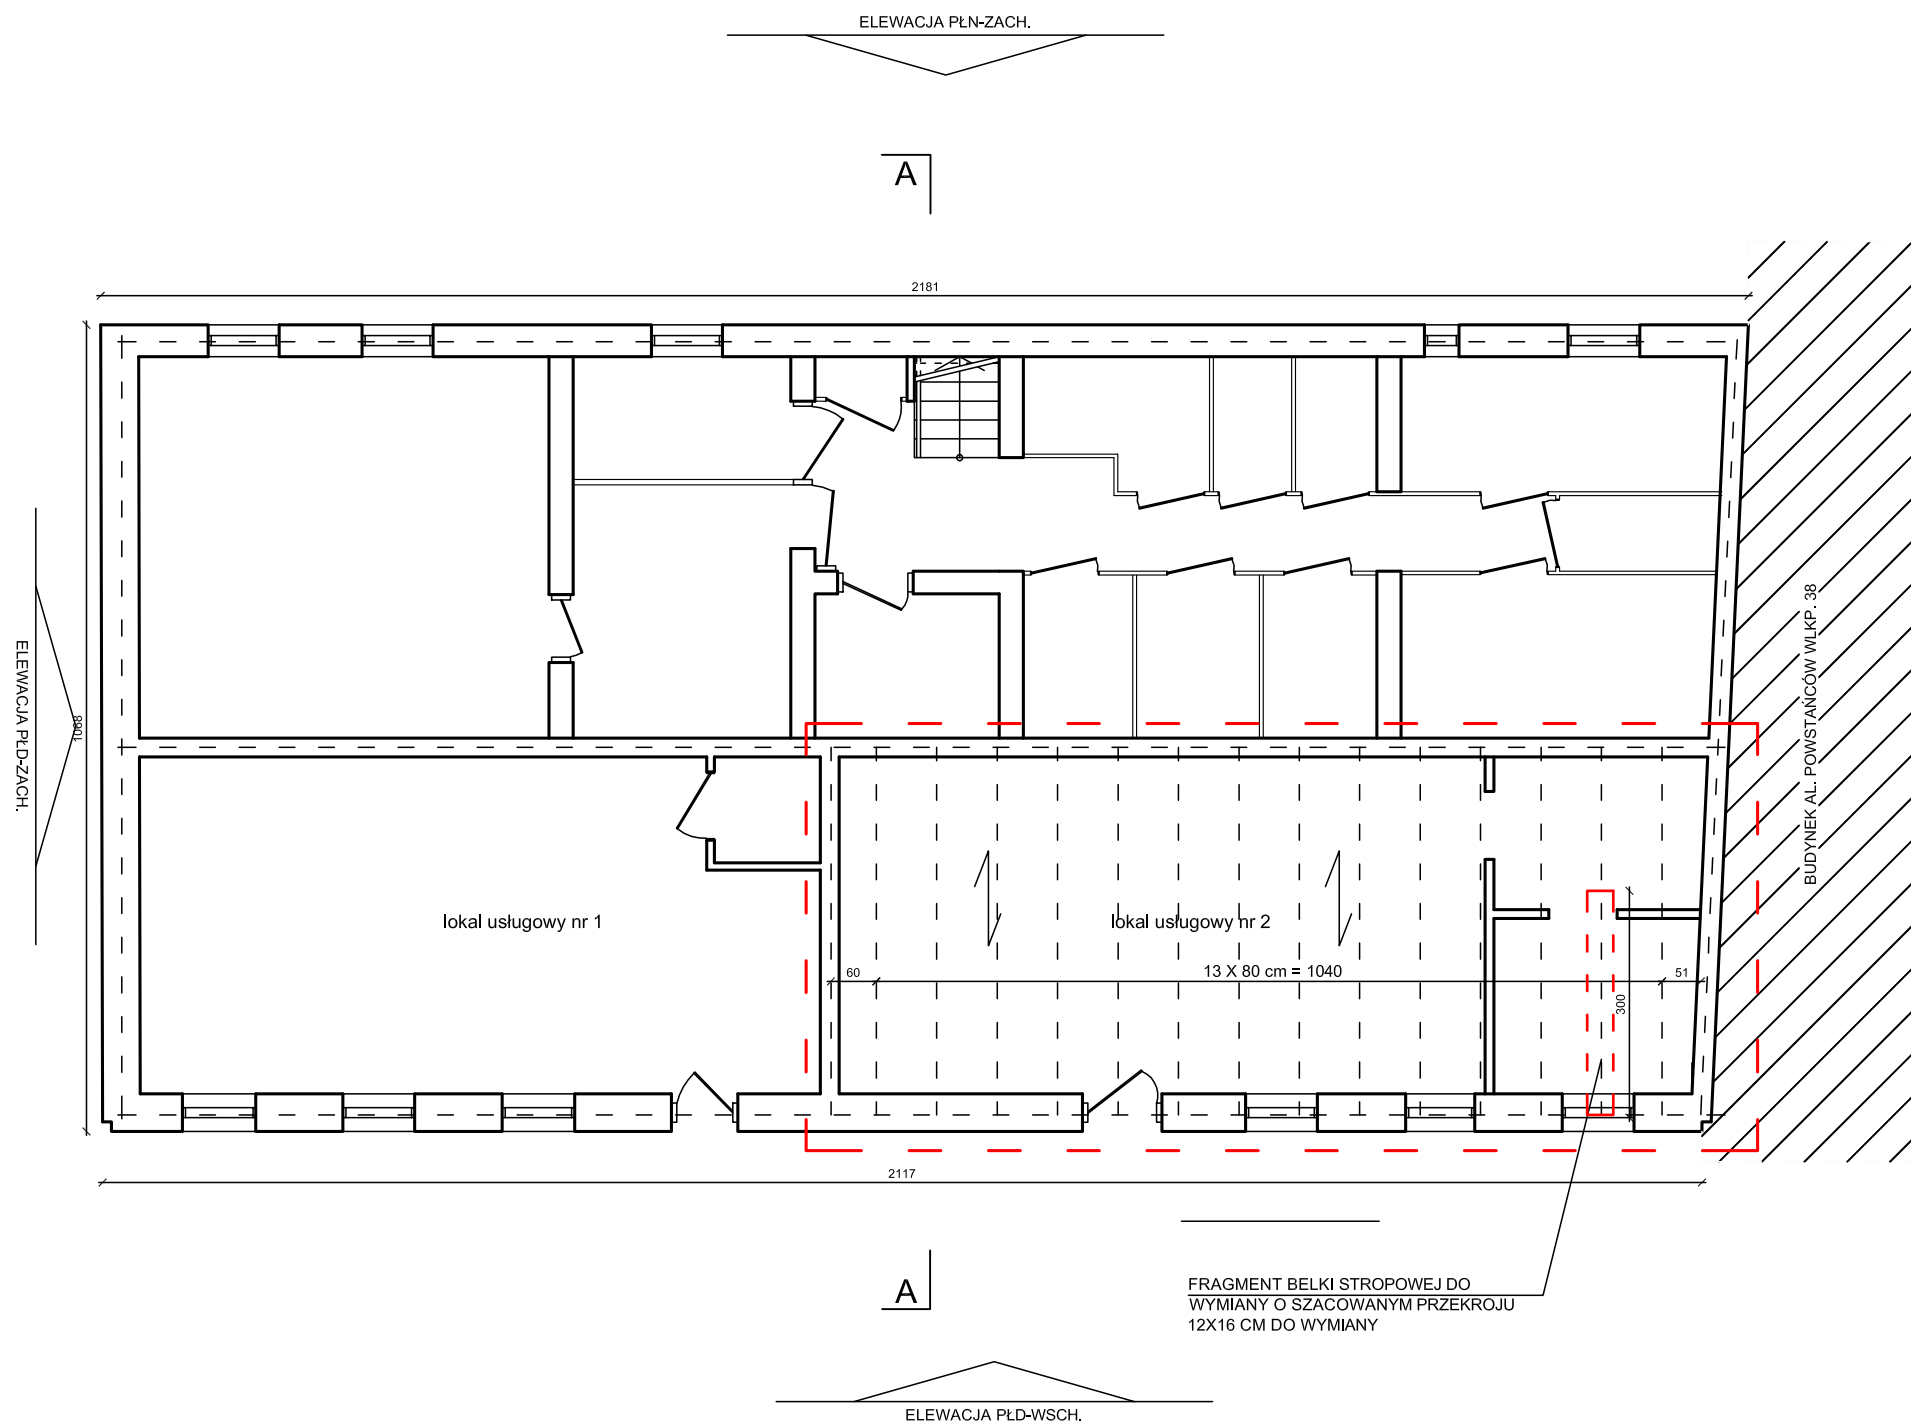 ELEWACJA PŁN-ZACH.
A
2181
1068
ELEWACJA PŁD-ZACH.
BUDYNEK AL. POWSTAŃCÓW WLKP. 38
lokal usługowy nr 1
lokal usługowy nr 2
60
13 X 80 cm = 1040
51
300
2117
A
FRAGMENT BELKI STROPOWEJ DO
WYMIANY O SZACOWANYM PRZEKROJU
12X16 CM DO WYMIANY
ELEWACJA PŁD-WSCH.